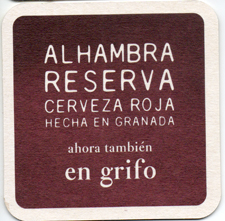 ALHAMBRA
RESERVA
CERVEZA ROJA
HECHA EN GRANADA
ahora también
en grifo